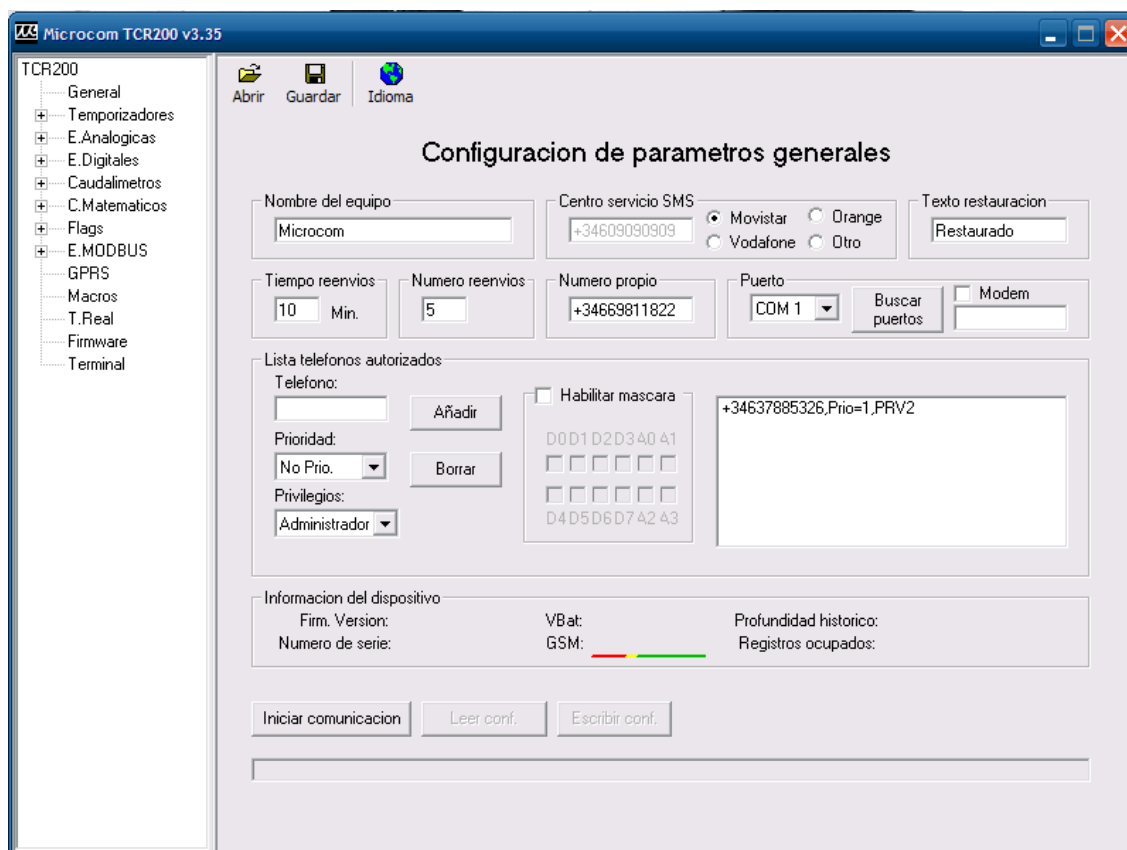 Microcom TCR200 v3.35
TCR200
General
Temporizadores
E.Analogicas
E.Digitales
Caudalimetros
C.Matematicos
Flags
E.MODBUS
GPRS
Macros
T.Real
Firmware
Terminal
Abrir Guardar Idioma
Configuracion de parametros generales
Nombre del equipo
Microcom
Centro servicio SMS
+34609090909
Movistar Orange
Vodafone Otro
Texto restauracion
Restaurado
Tiempo reenvios
10 Min.
Numero reenvios
5
Numero propio
+34669811822
Puerto
COM 1
Buscar
puertos
Modem
Lista telefonos autorizados
Telefono:
Añadir
Prioridad:
No Prio.
Borrar
Privilegios:
Administrador
Habilitar mascara
D0 D1 D2 D3 A0 A1
D4 D5 D6 D7 A2 A3
+34637885326,Prio=1,PRV2
Informacion del dispositivo
Firm. Version: VBat: Profundidad historico:
Numero de serie: GSM: Registros ocupados:
Iniciar comunicacion Leer conf. Escribir conf.